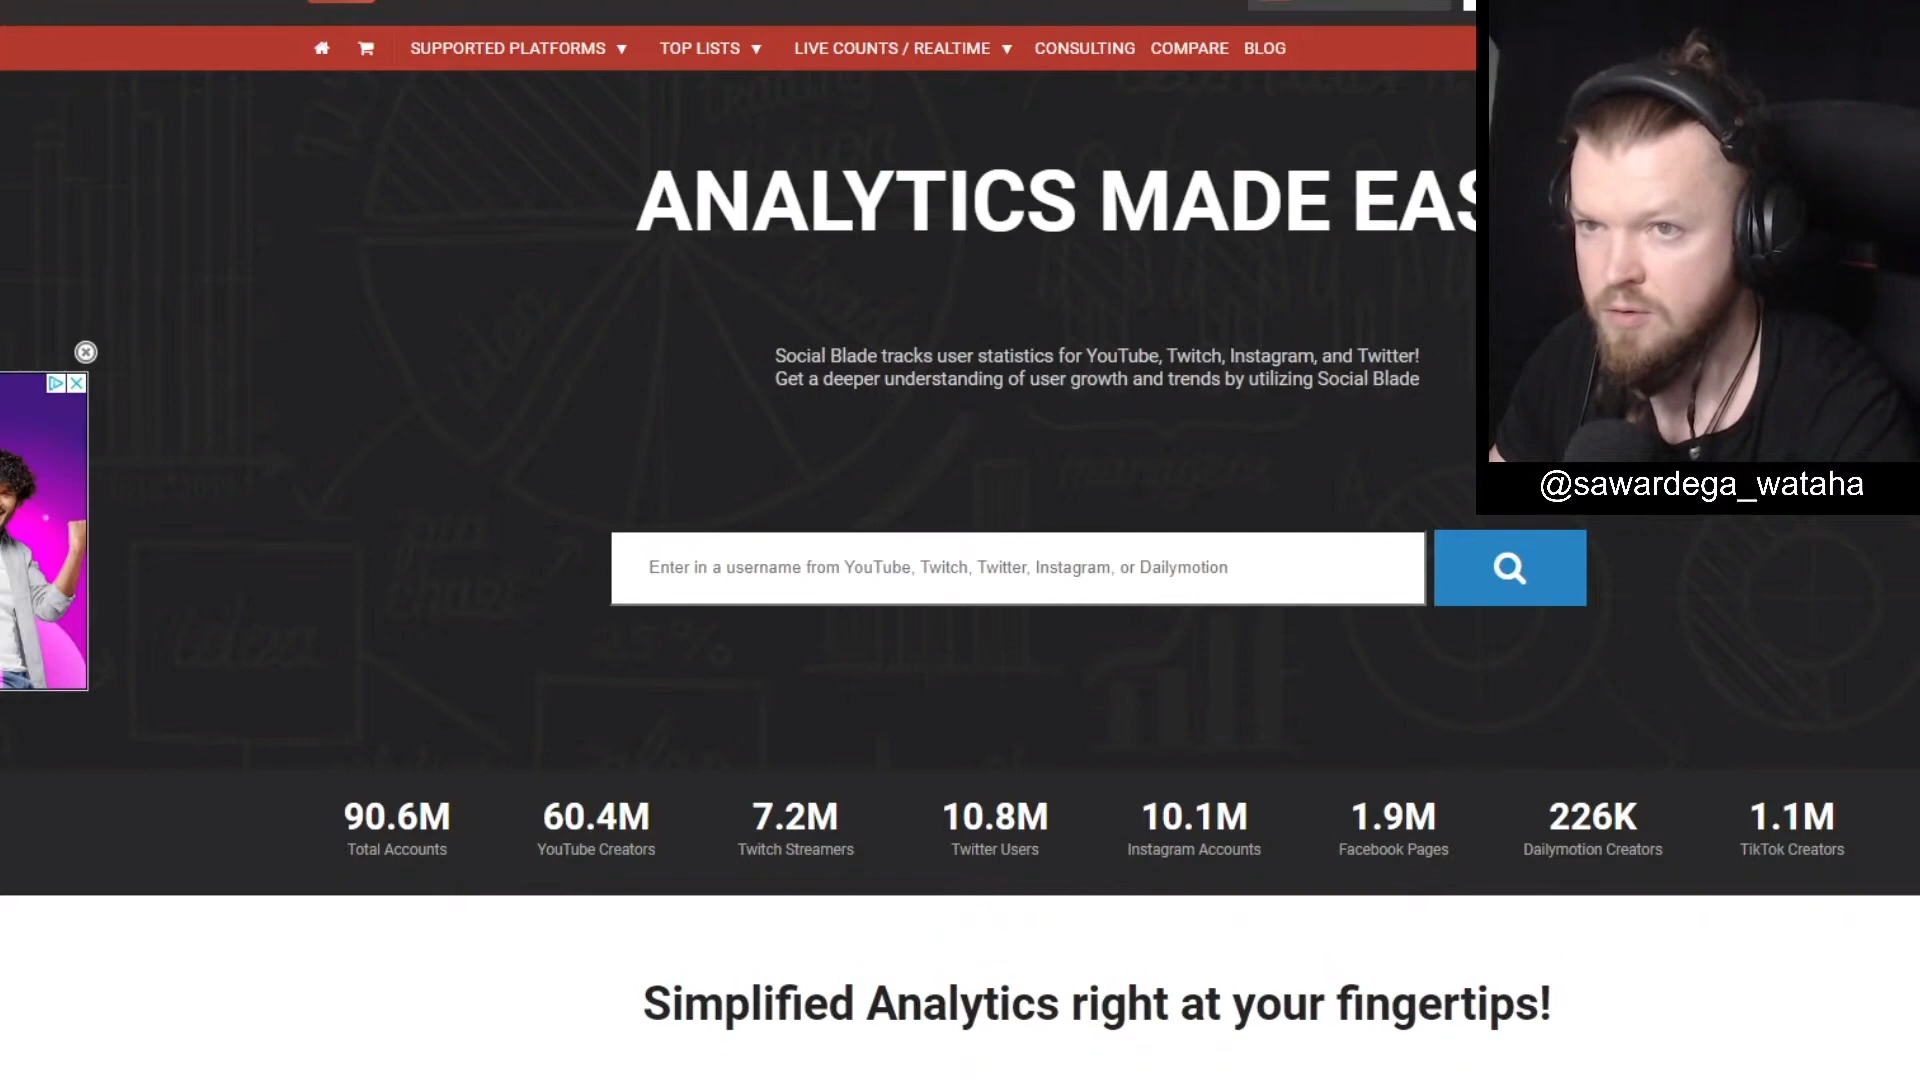 SUPPORTED PLATFORMS ▼ TOP LISTS ▼ LIVE COUNTS / REALTIME ▼ CONSULTING COMPARE BLOG
ANALYTICS MADE EAS
Social Blade tracks user statistics for YouTube, Twitch, Instagram, and Twitter!
Get a deeper understanding of user growth and trends by utilizing Social Blade
@sawardega_wataha
Enter in a username from YouTube, Twitch, Twitter, Instagram, or Dailymotion
idea
25%
90.6M 60.4M 7.2M 10.8M 10.1M 1.9M 226K 1.1M
Total Accounts YouTube Creators Twitch Streamers Twitter Users Instagram Accounts Facebook Pages Dailymotion Creators TikTok Creators
Simplified Analytics right at your fingertips!